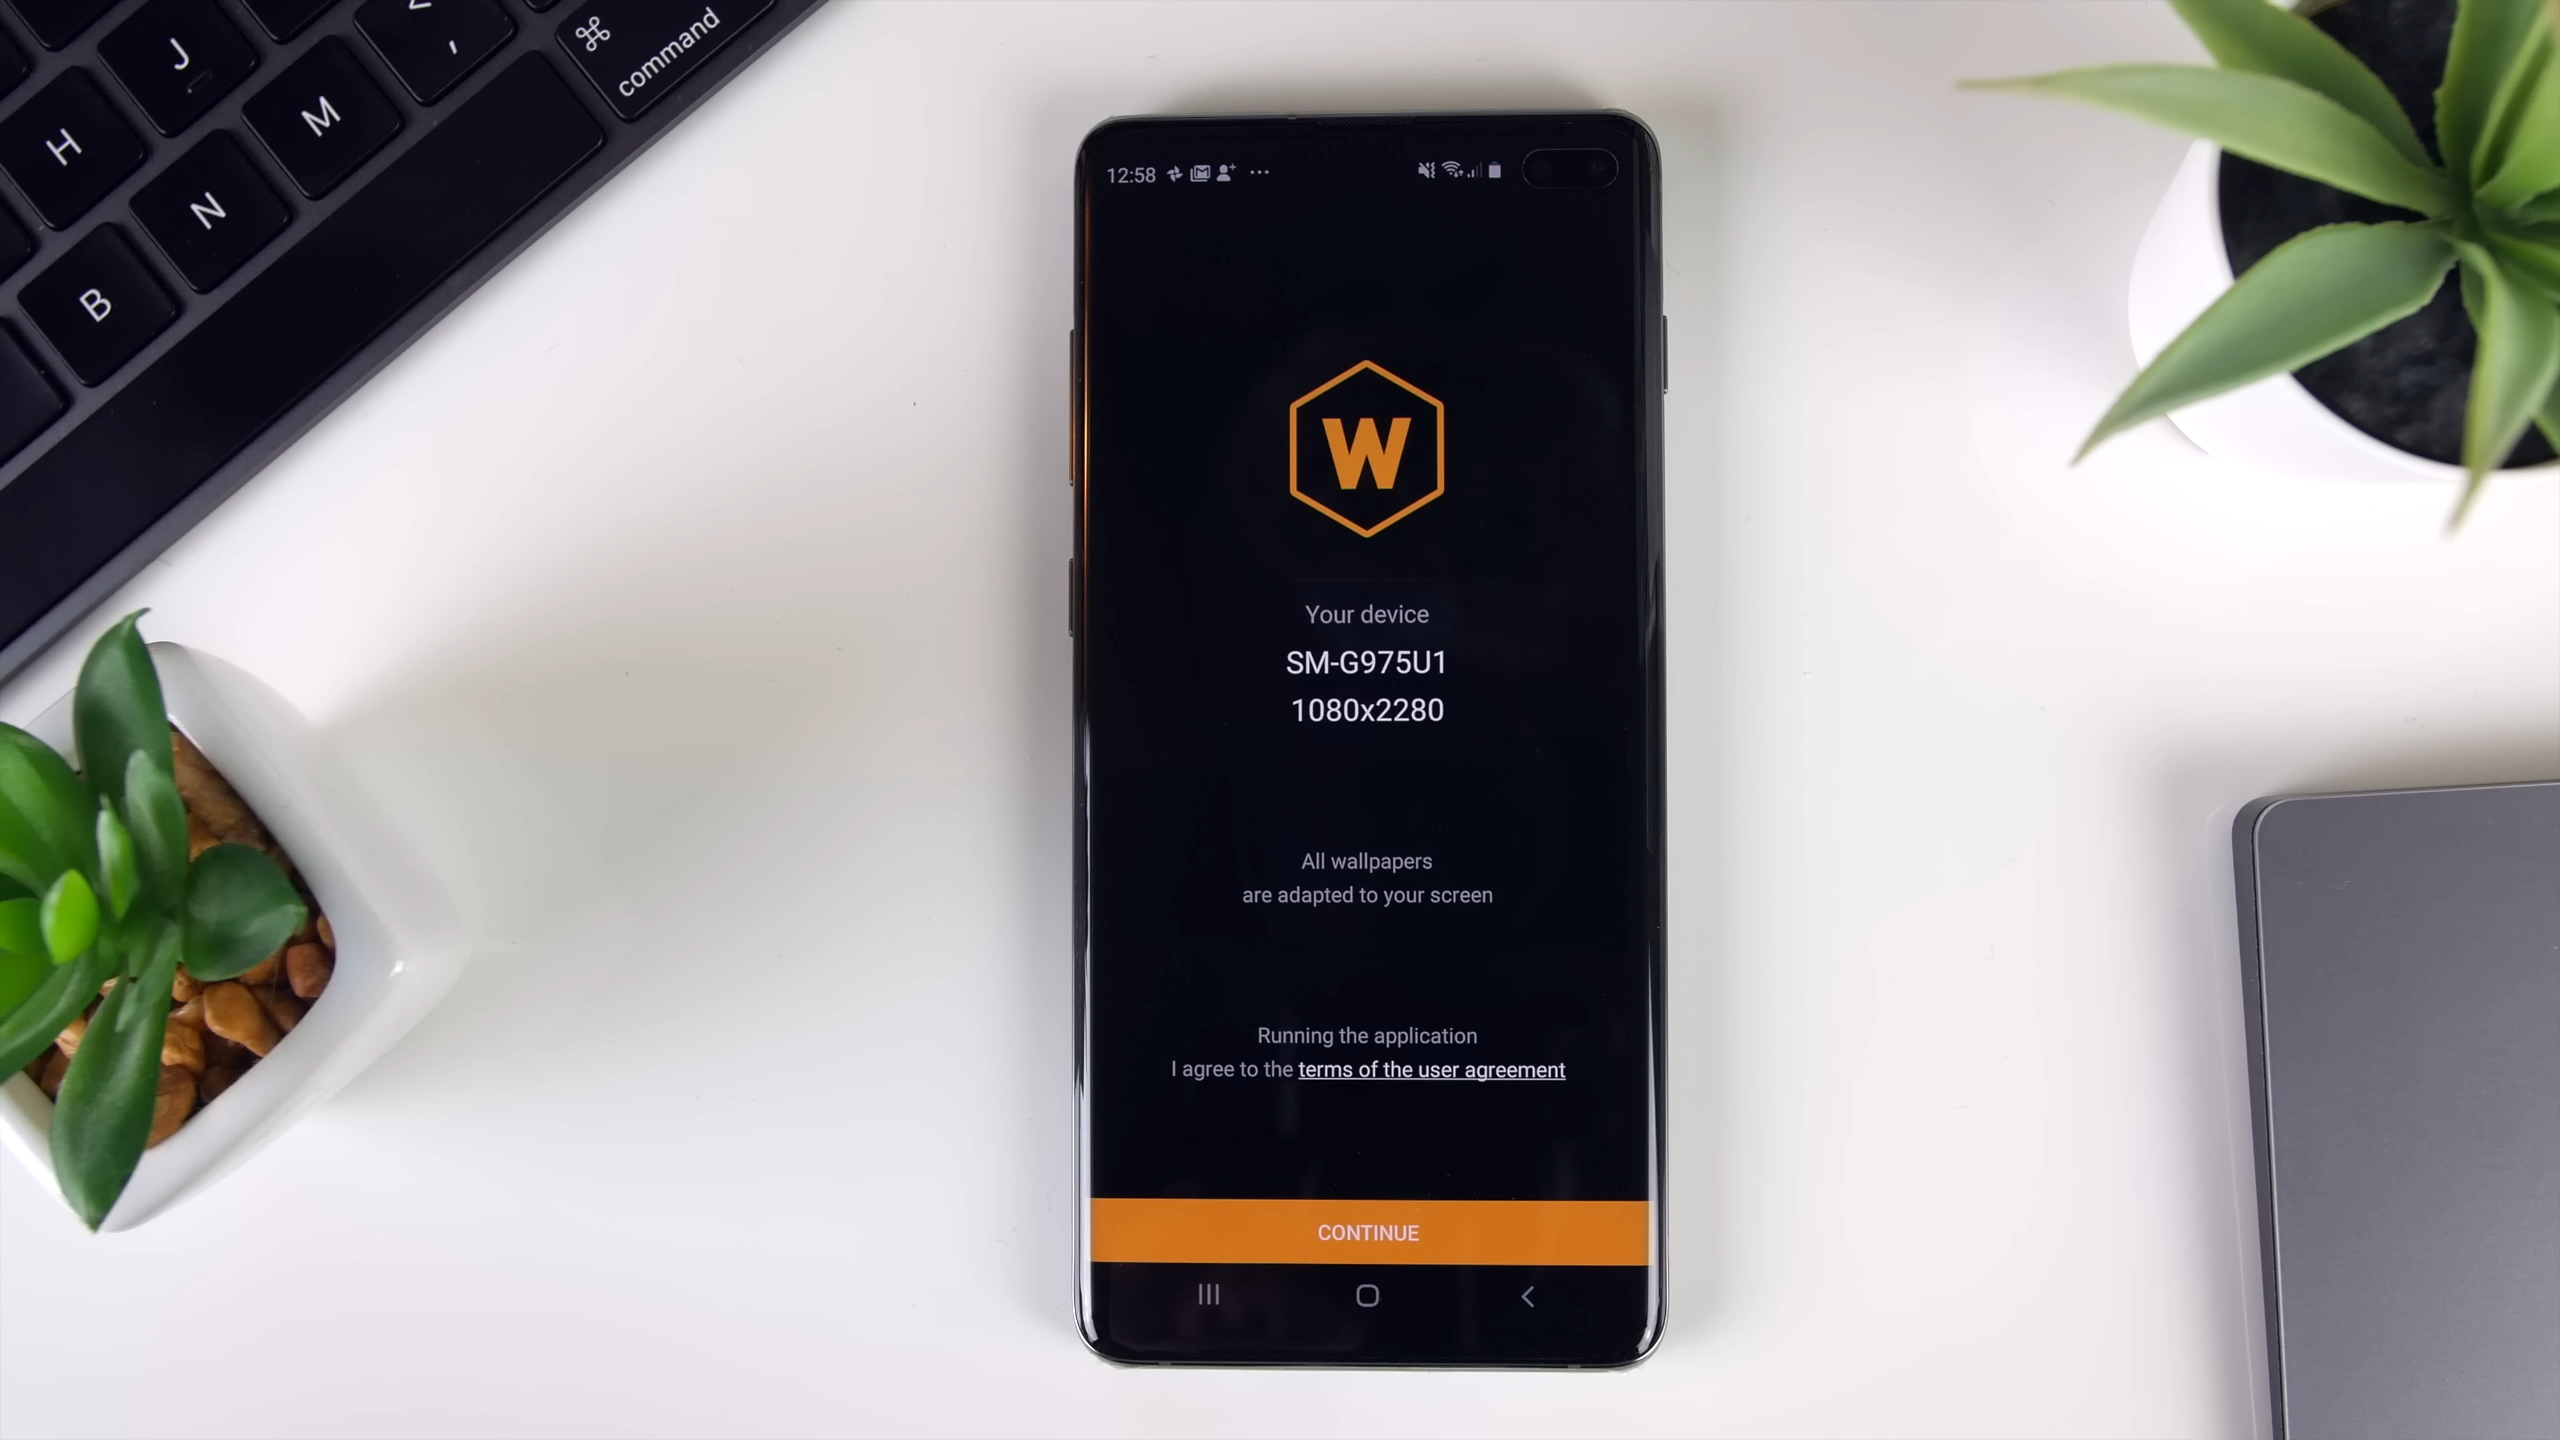 J
H
M
N
B
<
,
⌘
command
12:58
W
Your device
SM-G975U1
1080x2280
All wallpapers
are adapted to your screen
Running the application
I agree to the terms of the user agreement
CONTINUE